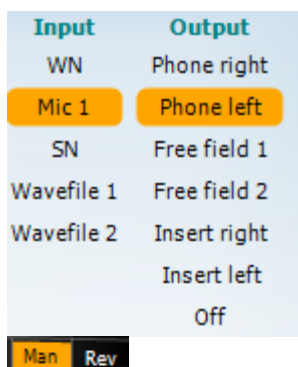 Input Output
WN Phone right
Mic 1 Phone left
SN Free field 1
Wavefile 1 Free field 2
Wavefile 2 Insert right
Insert left
Off
Man Rev